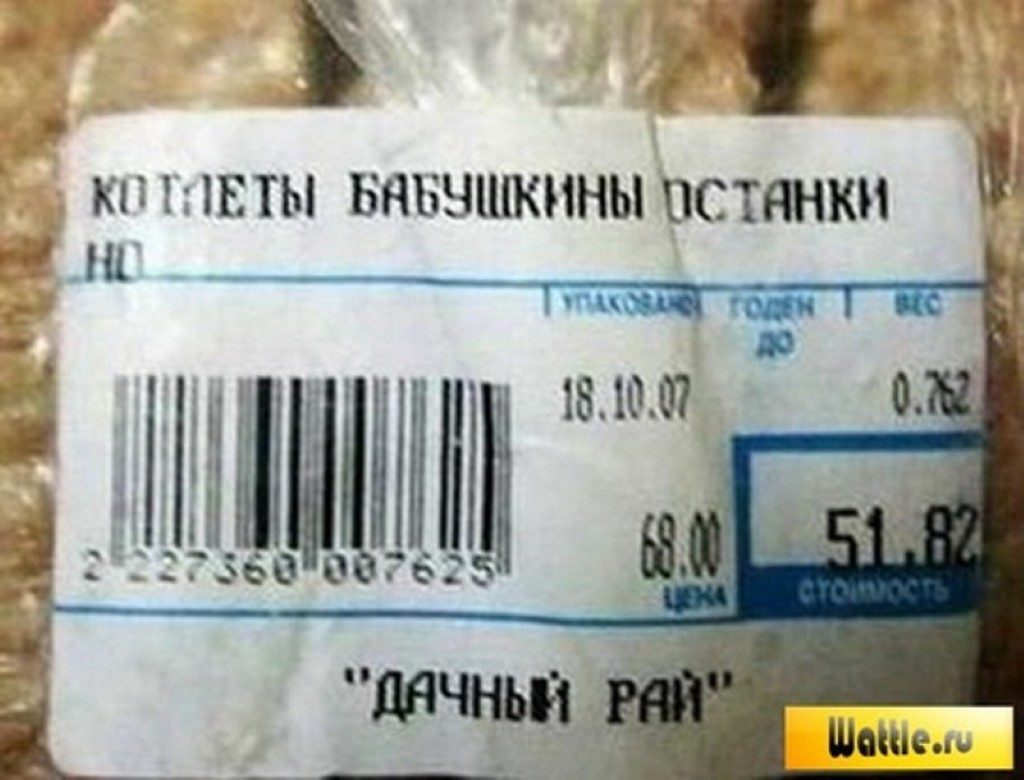 КОТЛЕТЫ БАБУШКИНЫ ОСТАНКИ
НО
УПАКОВАНО ГОДЕН ДО ВЕС
18.10.07 0.762
68.00 51.82
ЦЕНА СТОИМОСТЬ
2 227360 007625
"ДАЧНЫЙ РАЙ"
Wattle.ru